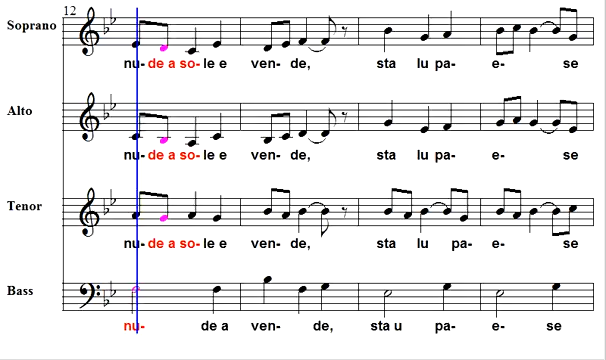 12
Soprano
nu- de a so- le e ven- de, sta lu pa- e- se
Alto
nu- de a so- le e ven- de, sta lu pa- e- se
Tenor
nu- de a so- le e ven- de, sta lu pa- e- se
Bass
nu- de a ven- de, sta u pa- e- se